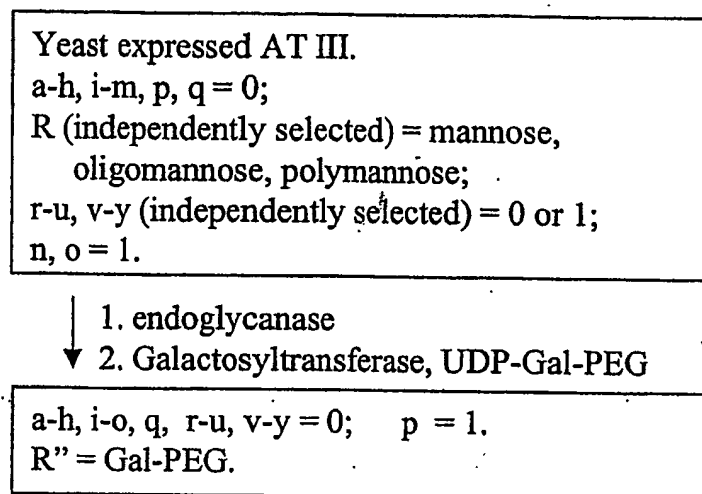 Yeast expressed AT III.
a-h, i-m, p, q = 0;
R (independently selected) = mannose,
oligomannose, polymannose;
r-u, v-y (independently selected) = 0 or 1;
n, o = 1.
1. endoglycanase
2. Galactosyltransferase, UDP-Gal-PEG
a-h, i-o, q, r-u, v-y = 0; p = 1.
R” = Gal-PEG.